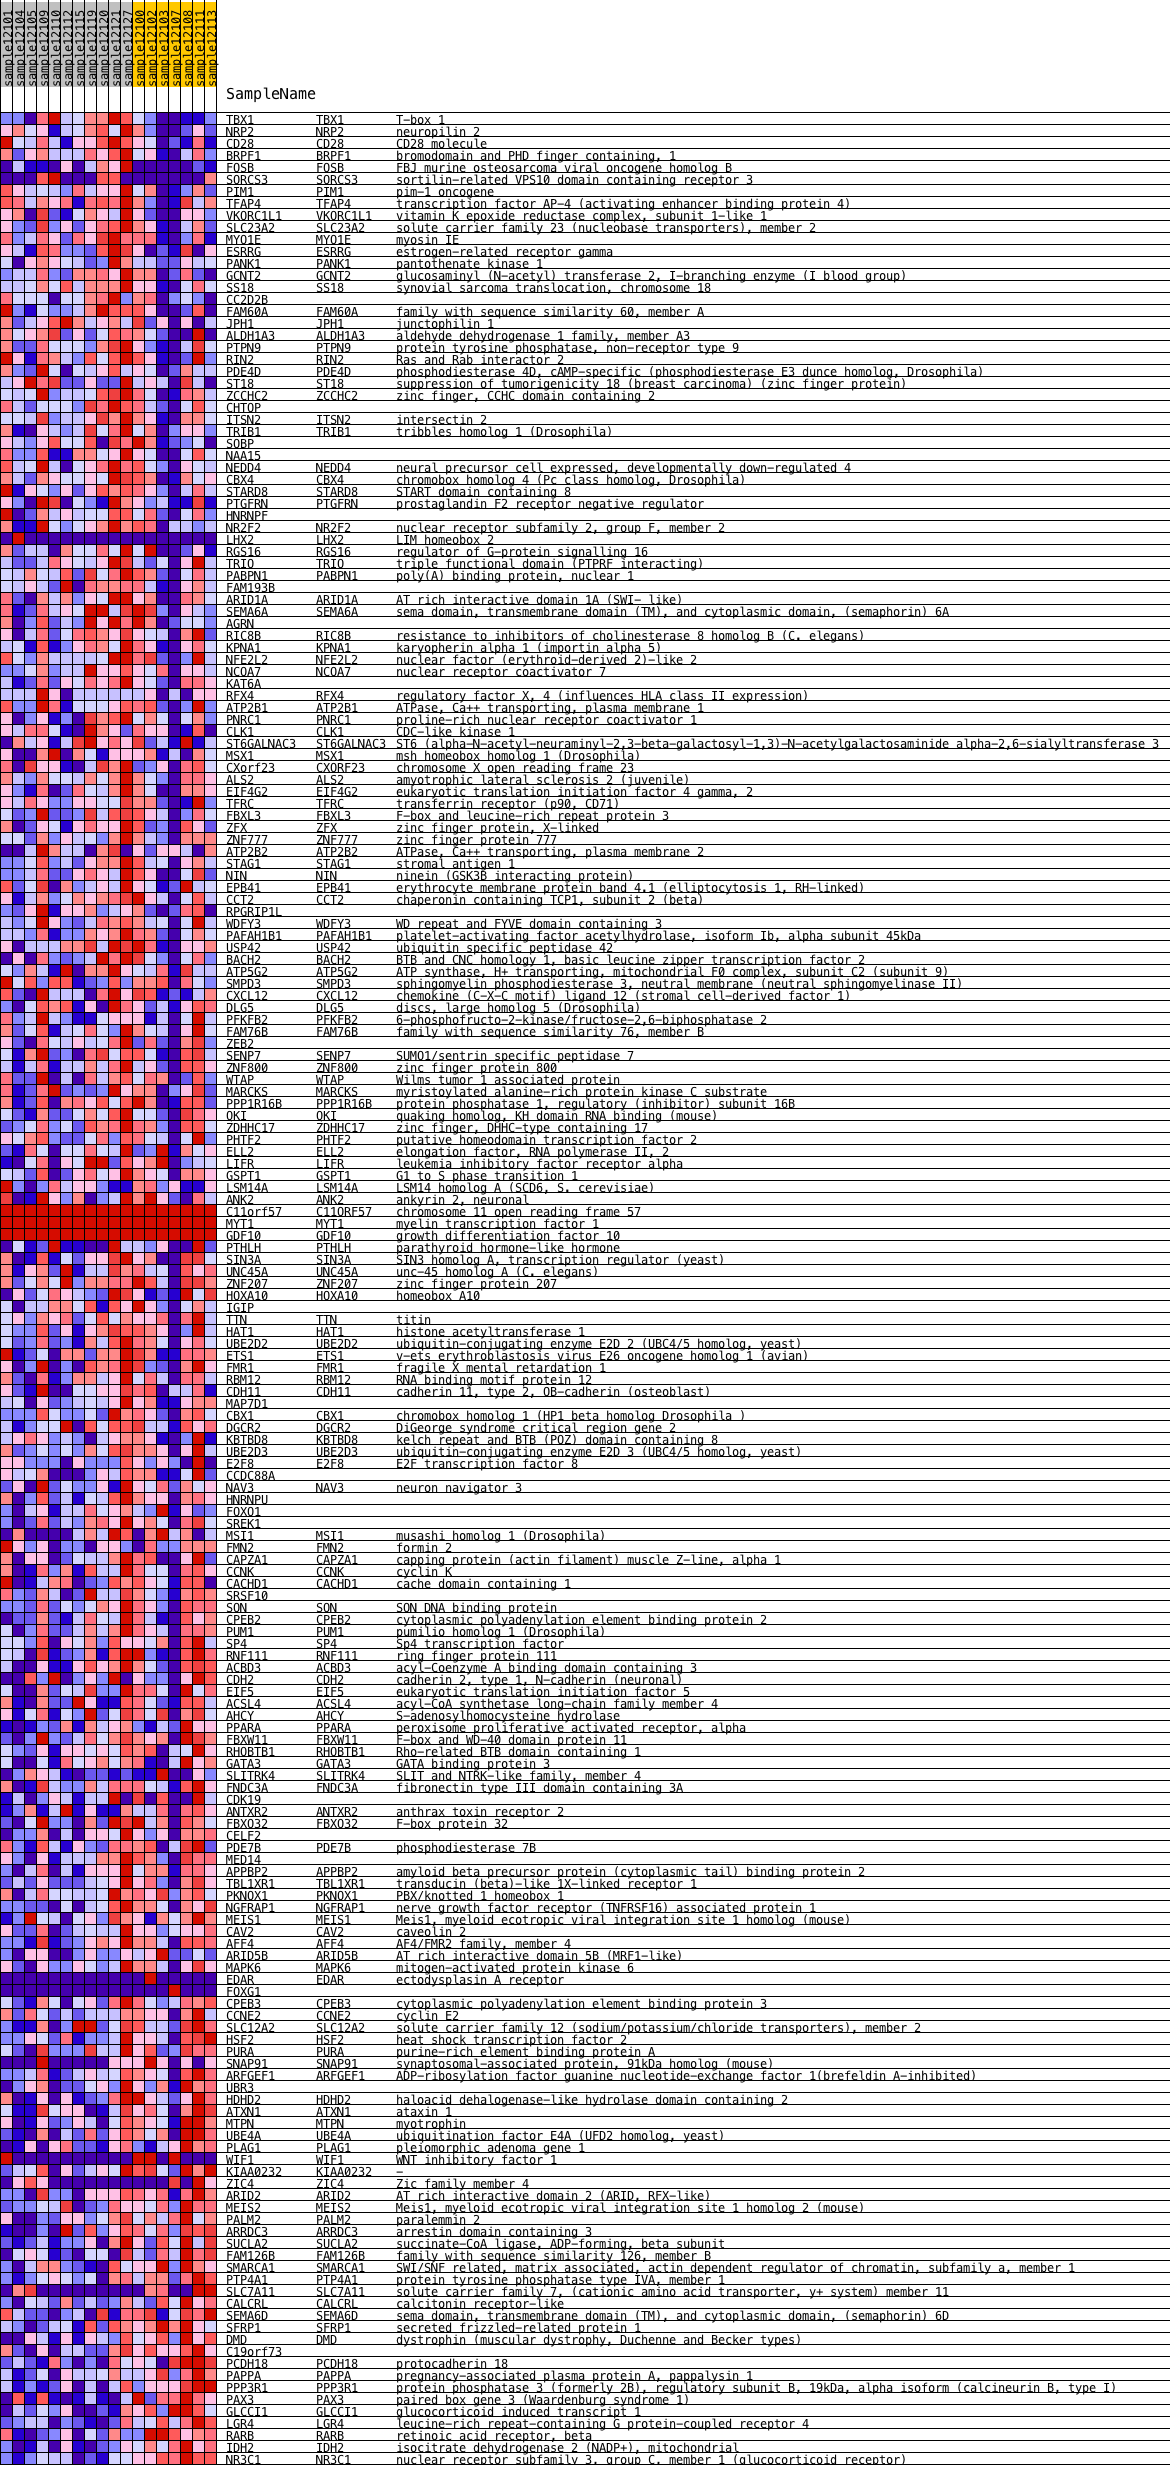 sample12101 sample12104 sample12105 sample12109 sample12110 sample12112 sample12115 sample12119 sample12120 sample12121 sample12127 sample12100 sample12102 sample12103 sample12107 sample12108 sample12111 sample12113
SampleName
TBX1 TBX1 T-box 1
NRP2 NRP2 neuropilin 2
CD28 CD28 CD28 molecule
BRPF1 BRPF1 bromodomain and PHD finger containing, 1
FOSB FOSB FBJ murine osteosarcoma viral oncogene homolog B
SORCS3 SORCS3 sortilin-related VPS10 domain containing receptor 3
PIM1 PIM1 pim-1 oncogene
TFAP4 TFAP4 transcription factor AP-4 (activating enhancer binding protein 4)
VKORC1L1 VKORC1L1 vitamin K epoxide reductase complex, subunit 1-like 1
SLC23A2 SLC23A2 solute carrier family 23 (nucleobase transporters), member 2
MYO1E MYO1E myosin IE
ESRRG ESRRG estrogen-related receptor gamma
PANK1 PANK1 pantothenate kinase 1
GCNT2 GCNT2 glucosaminyl (N-acetyl) transferase 2, I-branching enzyme (I blood group)
SS18 SS18 synovial sarcoma translocation, chromosome 18
CC2D2B
FAM60A FAM60A family with sequence similarity 60, member A
JPH1 JPH1 junctophilin 1
ALDH1A3 ALDH1A3 aldehyde dehydrogenase 1 family, member A3
PTPN9 PTPN9 protein tyrosine phosphatase, non-receptor type 9
RIN2 RIN2 Ras and Rab interactor 2
PDE4D PDE4D phosphodiesterase 4D, cAMP-specific (phosphodiesterase E3 dunce homolog, Drosophila)
ST18 ST18 suppression of tumorigenicity 18 (breast carcinoma) (zinc finger protein)
ZCCHC2 ZCCHC2 zinc finger, CCHC domain containing 2
CHTOP
ITSN2 ITSN2 intersectin 2
TRIB1 TRIB1 tribbles homolog 1 (Drosophila)
SOBP
NAA15
NEDD4 NEDD4 neural precursor cell expressed, developmentally down-regulated 4
CBX4 CBX4 chromobox homolog 4 (Pc class homolog, Drosophila)
STARD8 STARD8 START domain containing 8
PTGFRN PTGFRN prostaglandin F2 receptor negative regulator
HNRNPF
NR2F2 NR2F2 nuclear receptor subfamily 2, group F, member 2
LHX2 LHX2 LIM homeobox 2
RGS16 RGS16 regulator of G-protein signalling 16
TRIO TRIO triple functional domain (PTPRF interacting)
PABPN1 PABPN1 poly(A) binding protein, nuclear 1
FAM193B
ARID1A ARID1A AT rich interactive domain 1A (SWI- like)
SEMA6A SEMA6A sema domain, transmembrane domain (TM), and cytoplasmic domain, (semaphorin) 6A
AGRN
RIC8B RIC8B resistance to inhibitors of cholinesterase 8 homolog B (C. elegans)
KPNA1 KPNA1 karyopherin alpha 1 (importin alpha 5)
NFE2L2 NFE2L2 nuclear factor (erythroid-derived 2)-like 2
NCOA7 NCOA7 nuclear receptor coactivator 7
KAT6A
RFX4 RFX4 regulatory factor X, 4 (influences HLA class II expression)
ATP2B1 ATP2B1 ATPase, Ca++ transporting, plasma membrane 1
PNRC1 PNRC1 proline-rich nuclear receptor coactivator 1
CLK1 CLK1 CDC-like kinase 1
ST6GALNAC3 ST6GALNAC3 ST6 (alpha-N-acetyl-neuraminyl-2,3-beta-galactosyl-1,3)-N-acetylgalactosaminide alpha-2,6-sialyltransferase 3
MSX1 MSX1 msh homeobox homolog 1 (Drosophila)
CXorf23 CXORF23 chromosome X open reading frame 23
ALS2 ALS2 amyotrophic lateral sclerosis 2 (juvenile)
EIF4G2 EIF4G2 eukaryotic translation initiation factor 4 gamma, 2
TFRC TFRC transferrin receptor (p90, CD71)
FBXL3 FBXL3 F-box and leucine-rich repeat protein 3
ZFX ZFX zinc finger protein, X-linked
ZNF777 ZNF777 zinc finger protein 777
ATP2B2 ATP2B2 ATPase, Ca++ transporting, plasma membrane 2
STAG1 STAG1 stromal antigen 1
NIN NIN ninein (GSK3B interacting protein)
EPB41 EPB41 erythrocyte membrane protein band 4.1 (elliptocytosis 1, RH-linked)
CCT2 CCT2 chaperonin containing TCP1, subunit 2 (beta)
RPGRIP1L
WDFY3 WDFY3 WD repeat and FYVE domain containing 3
PAFAH1B1 PAFAH1B1 platelet-activating factor acetylhydrolase, isoform Ib, alpha subunit 45kDa
USP42 USP42 ubiquitin specific peptidase 42
BACH2 BACH2 BTB and CNC homology 1, basic leucine zipper transcription factor 2
ATP5G2 ATP5G2 ATP synthase, H+ transporting, mitochondrial F0 complex, subunit C2 (subunit 9)
SMPD3 SMPD3 sphingomyelin phosphodiesterase 3, neutral membrane (neutral sphingomyelinase II)
CXCL12 CXCL12 chemokine (C-X-C motif) ligand 12 (stromal cell-derived factor 1)
DLG5 DLG5 discs, large homolog 5 (Drosophila)
PFKFB2 PFKFB2 6-phosphofructo-2-kinase/fructose-2,6-biphosphatase 2
FAM76B FAM76B family with sequence similarity 76, member B
ZEB2
SENP7 SENP7 SUMO1/sentrin specific peptidase 7
ZNF800 ZNF800 zinc finger protein 800
WTAP WTAP Wilms tumor 1 associated protein
MARCKS MARCKS myristoylated alanine-rich protein kinase C substrate
PPP1R16B PPP1R16B protein phosphatase 1, regulatory (inhibitor) subunit 16B
QKI QKI quaking homolog, KH domain RNA binding (mouse)
ZDHHC17 ZDHHC17 zinc finger, DHHC-type containing 17
PHTF2 PHTF2 putative homeodomain transcription factor 2
ELL2 ELL2 elongation factor, RNA polymerase II, 2
LIFR LIFR leukemia inhibitory factor receptor alpha
GSPT1 GSPT1 G1 to S phase transition 1
LSM14A LSM14A LSM14 homolog A (SCD6, S. cerevisiae)
ANK2 ANK2 ankyrin 2, neuronal
C11orf57 C11ORF57 chromosome 11 open reading frame 57
MYT1 MYT1 myelin transcription factor 1
GDF10 GDF10 growth differentiation factor 10
PTHLH PTHLH parathyroid hormone-like hormone
SIN3A SIN3A SIN3 homolog A, transcription regulator (yeast)
UNC45A UNC45A unc-45 homolog A (C. elegans)
ZNF207 ZNF207 zinc finger protein 207
HOXA10 HOXA10 homeobox A10
IGIP
TTN TTN titin
HAT1 HAT1 histone acetyltransferase 1
UBE2D2 UBE2D2 ubiquitin-conjugating enzyme E2D 2 (UBC4/5 homolog, yeast)
ETS1 ETS1 v-ets erythroblastosis virus E26 oncogene homolog 1 (avian)
FMR1 FMR1 fragile X mental retardation 1
RBM12 RBM12 RNA binding motif protein 12
CDH11 CDH11 cadherin 11, type 2, OB-cadherin (osteoblast)
MAP7D1
CBX1 CBX1 chromobox homolog 1 (HP1 beta homolog Drosophila )
DGCR2 DGCR2 DiGeorge syndrome critical region gene 2
KBTBD8 KBTBD8 kelch repeat and BTB (POZ) domain containing 8
UBE2D3 UBE2D3 ubiquitin-conjugating enzyme E2D 3 (UBC4/5 homolog, yeast)
E2F8 E2F8 E2F transcription factor 8
CCDC88A
NAV3 NAV3 neuron navigator 3
HNRNPU
FOXO1
SREK1
MSI1 MSI1 musashi homolog 1 (Drosophila)
FMN2 FMN2 formin 2
CAPZA1 CAPZA1 capping protein (actin filament) muscle Z-line, alpha 1
CCNK CCNK cyclin K
CACHD1 CACHD1 cache domain containing 1
SRSF10
SON SON SON DNA binding protein
CPEB2 CPEB2 cytoplasmic polyadenylation element binding protein 2
PUM1 PUM1 pumilio homolog 1 (Drosophila)
SP4 SP4 Sp4 transcription factor
RNF111 RNF111 ring finger protein 111
ACBD3 ACBD3 acyl-Coenzyme A binding domain containing 3
CDH2 CDH2 cadherin 2, type 1, N-cadherin (neuronal)
EIF5 EIF5 eukaryotic translation initiation factor 5
ACSL4 ACSL4 acyl-CoA synthetase long-chain family member 4
AHCY AHCY S-adenosylhomocysteine hydrolase
PPARA PPARA peroxisome proliferative activated receptor, alpha
FBXW11 FBXW11 F-box and WD-40 domain protein 11
RHOBTB1 RHOBTB1 Rho-related BTB domain containing 1
GATA3 GATA3 GATA binding protein 3
SLITRK4 SLITRK4 SLIT and NTRK-like family, member 4
FNDC3A FNDC3A fibronectin type III domain containing 3A
CDK19
ANTXR2 ANTXR2 anthrax toxin receptor 2
FBXO32 FBXO32 F-box protein 32
CELF2
PDE7B PDE7B phosphodiesterase 7B
MED14
APPBP2 APPBP2 amyloid beta precursor protein (cytoplasmic tail) binding protein 2
TBL1XR1 TBL1XR1 transducin (beta)-like 1X-linked receptor 1
PKNOX1 PKNOX1 PBX/knotted 1 homeobox 1
NGFRAP1 NGFRAP1 nerve growth factor receptor (TNFRSF16) associated protein 1
MEIS1 MEIS1 Meis1, myeloid ecotropic viral integration site 1 homolog (mouse)
CAV2 CAV2 caveolin 2
AFF4 AFF4 AF4/FMR2 family, member 4
ARID5B ARID5B AT rich interactive domain 5B (MRF1-like)
MAPK6 MAPK6 mitogen-activated protein kinase 6
EDAR EDAR ectodysplasin A receptor
FOXG1
CPEB3 CPEB3 cytoplasmic polyadenylation element binding protein 3
CCNE2 CCNE2 cyclin E2
SLC12A2 SLC12A2 solute carrier family 12 (sodium/potassium/chloride transporters), member 2
HSF2 HSF2 heat shock transcription factor 2
PURA PURA purine-rich element binding protein A
SNAP91 SNAP91 synaptosomal-associated protein, 91kDa homolog (mouse)
ARFGEF1 ARFGEF1 ADP-ribosylation factor guanine nucleotide-exchange factor 1(brefeldin A-inhibited)
UBR3
HDHD2 HDHD2 haloacid dehalogenase-like hydrolase domain containing 2
ATXN1 ATXN1 ataxin 1
MTPN MTPN myotrophin
UBE4A UBE4A ubiquitination factor E4A (UFD2 homolog, yeast)
PLAG1 PLAG1 pleiomorphic adenoma gene 1
WIF1 WIF1 WNT inhibitory factor 1
KIAA0232 KIAA0232 -
ZIC4 ZIC4 Zic family member 4
ARID2 ARID2 AT rich interactive domain 2 (ARID, RFX-like)
MEIS2 MEIS2 Meis1, myeloid ecotropic viral integration site 1 homolog 2 (mouse)
PALM2 PALM2 paralemmin 2
ARRDC3 ARRDC3 arrestin domain containing 3
SUCLA2 SUCLA2 succinate-CoA ligase, ADP-forming, beta subunit
FAM126B FAM126B family with sequence similarity 126, member B
SMARCA1 SMARCA1 SWI/SNF related, matrix associated, actin dependent regulator of chromatin, subfamily a, member 1
PTP4A1 PTP4A1 protein tyrosine phosphatase type IVA, member 1
SLC7A11 SLC7A11 solute carrier family 7, (cationic amino acid transporter, y+ system) member 11
CALCRL CALCRL calcitonin receptor-like
SEMA6D SEMA6D sema domain, transmembrane domain (TM), and cytoplasmic domain, (semaphorin) 6D
SFRP1 SFRP1 secreted frizzled-related protein 1
DMD DMD dystrophin (muscular dystrophy, Duchenne and Becker types)
C19orf73
PCDH18 PCDH18 protocadherin 18
PAPPA PAPPA pregnancy-associated plasma protein A, pappalysin 1
PPP3R1 PPP3R1 protein phosphatase 3 (formerly 2B), regulatory subunit B, 19kDa, alpha isoform (calcineurin B, type I)
PAX3 PAX3 paired box gene 3 (Waardenburg syndrome 1)
GLCCI1 GLCCI1 glucocorticoid induced transcript 1
LGR4 LGR4 leucine-rich repeat-containing G protein-coupled receptor 4
RARB RARB retinoic acid receptor, beta
IDH2 IDH2 isocitrate dehydrogenase 2 (NADP+), mitochondrial
NR3C1 NR3C1 nuclear receptor subfamily 3, group C, member 1 (glucocorticoid receptor)